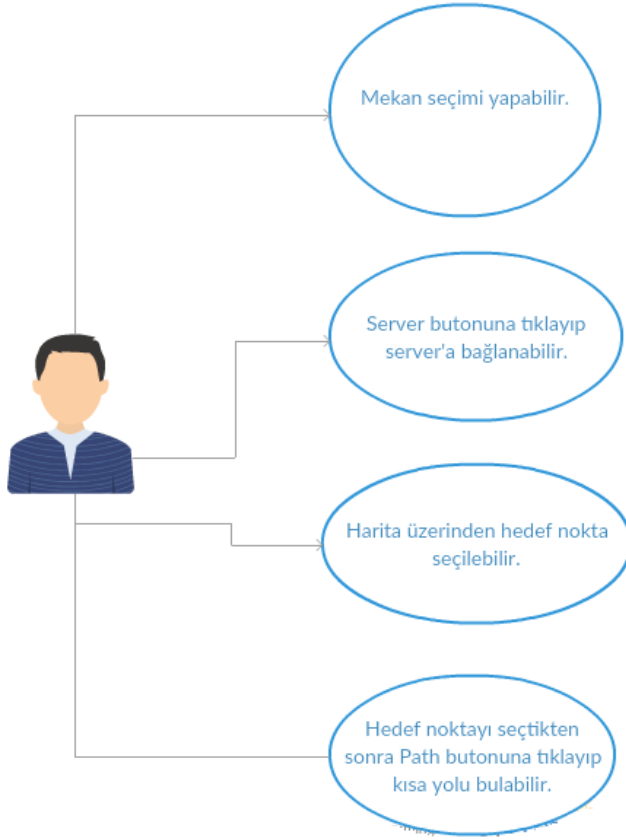 Mekan seçimi yapabilir.
Server butonuna tıklayıp
server'a bağlanabilir.
Harita üzerinden hedef nokta
seçilebilir.
Hedef noktayı seçtikten
sonra Path butonuna tıklayıp
kısa yolu bulabilir.